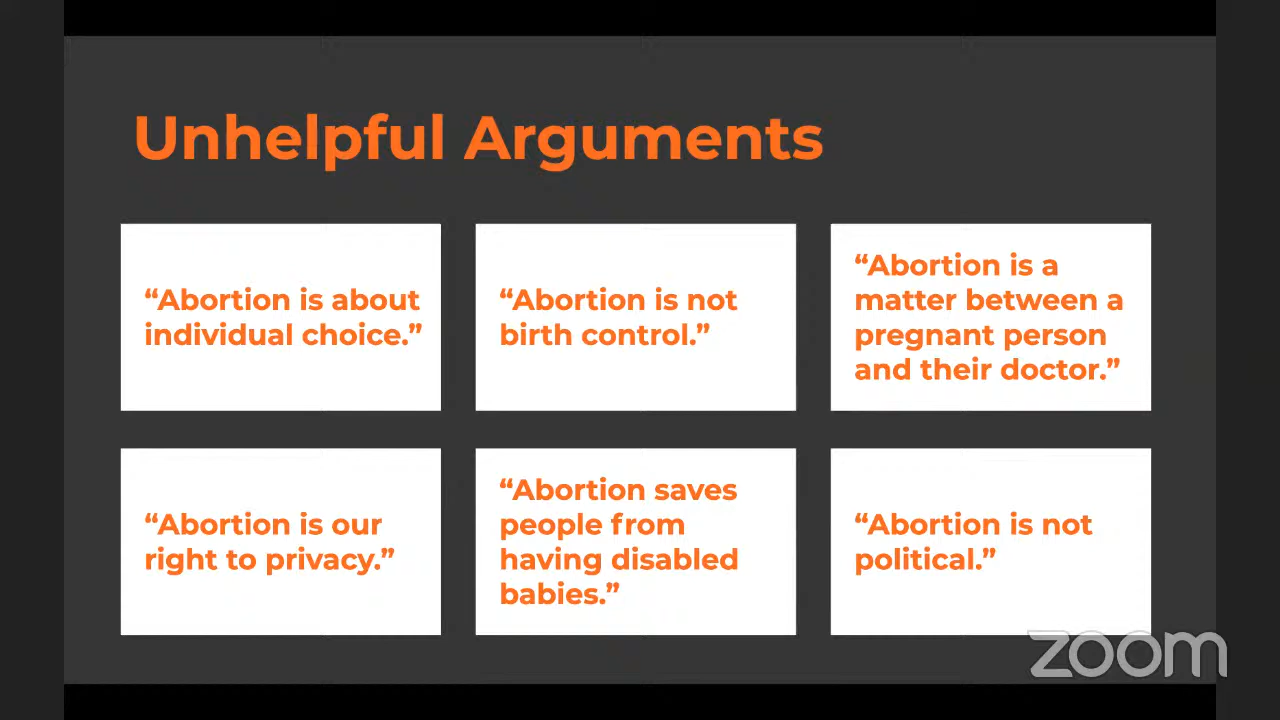 Unhelpful Arguments
“Abortion is about
individual choice.”
“Abortion is not
birth control.”
“Abortion is a
matter between a
pregnant person
and their doctor.”
“Abortion is our
right to privacy.”
“Abortion saves
people from
having disabled
babies.”
“Abortion is not
political.”
zoom